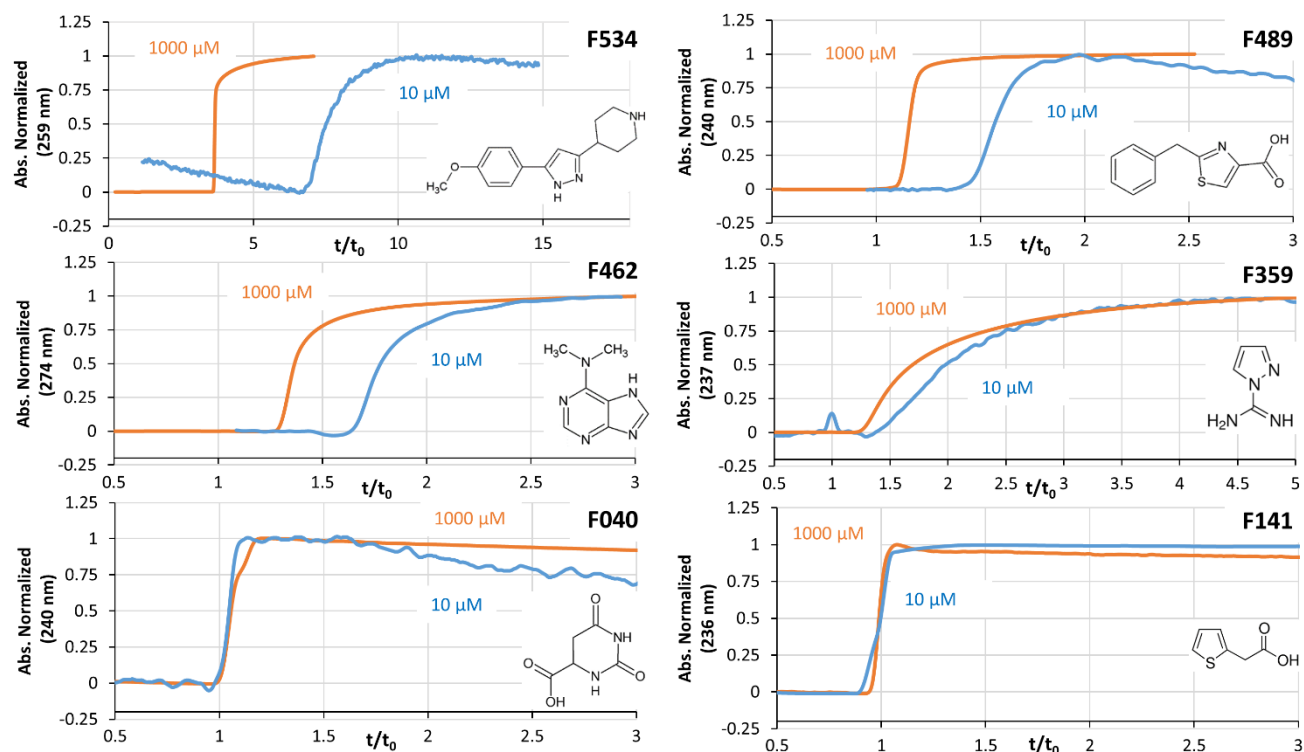 F534
1000 µM
10 µM
Abs. Normalized
(259 nm)
1.25
1
0.75
0.5
0.25
0
-0.25
0
5
10
15
t/t0
H3C
O
N
H
N
NH
F489
1000 µM
10 µM
Abs. Normalized
(240 nm)
1.25
1
0.75
0.5
0.25
0
-0.25
0.5
1
1.5
2
2.5
3
t/t0
N
S
OH
O
F462
1000 µM
10 µM
Abs. Normalized
(274 nm)
1.25
1
0.75
0.5
0.25
0
-0.25
0.5
1
1.5
2
2.5
3
t/t0
H3C CH3
N
H
N
N
N
N
F359
1000 µM
10 µM
Abs. Normalized
(237 nm)
1.25
1
0.75
0.5
0.25
0
-0.25
0.5
1
1.5
2
2.5
3
3.5
4
4.5
5
t/t0
N
N
H2N NH
F040
1000 µM
10 µM
Abs. Normalized
(240 nm)
1.25
1
0.75
0.5
0.25
0
-0.25
0.5
1
1.5
2
2.5
3
t/t0
O
NH
O
N
H
O
OH
F141
1000 µM
10 µM
Abs. Normalized
(236 nm)
1.25
1
0.75
0.5
0.25
0
-0.25
0.5
1
1.5
2
2.5
3
t/t0
S
O
OH